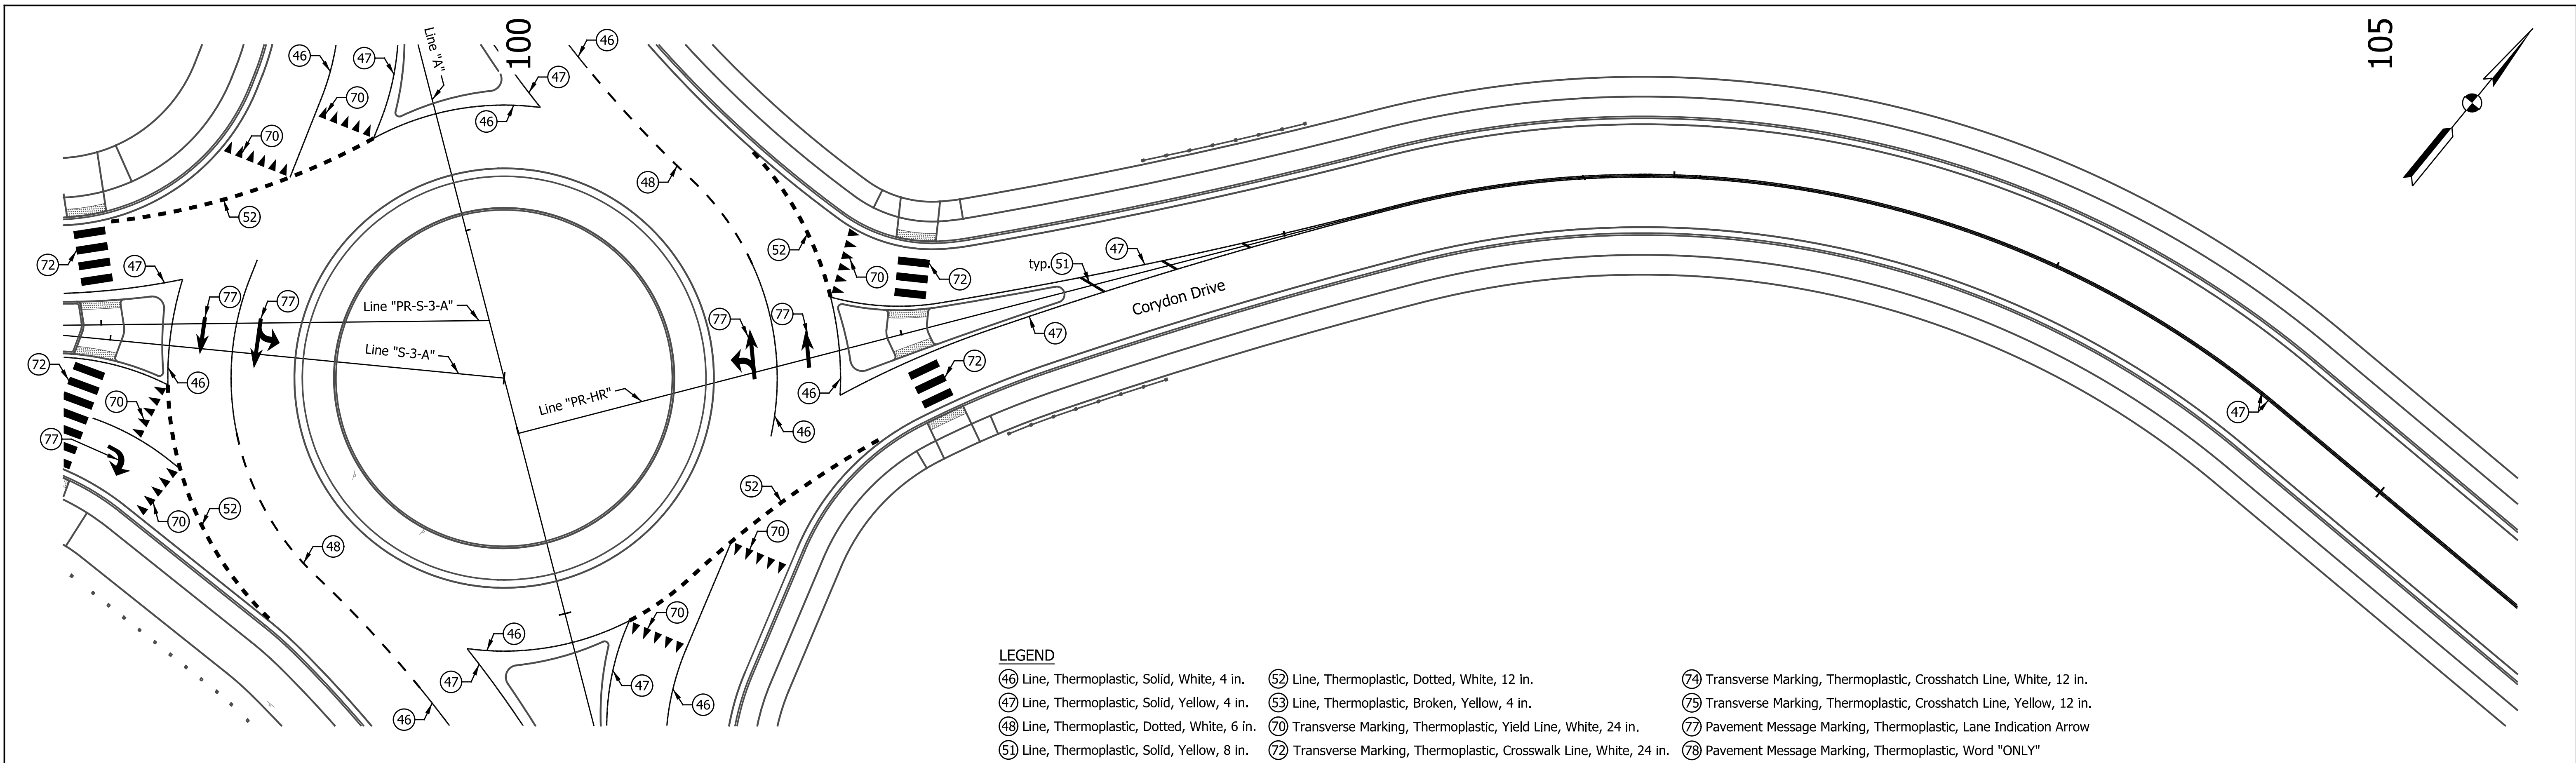 100
105
Line "A"
46
47
46
47
70
46
70
48
52
52
72
47
70
72
typ. 51
47
77
77
Line "PR-S-3-A"
77
77
Corydon Drive
47
Line "S-3-A"
72
46
72
70
Line "PR-HR"
46
46
47
77
52
70
52
70
48
70
46
47
47
46
46
LEGEND
46 Line, Thermoplastic, Solid, White, 4 in.
47 Line, Thermoplastic, Solid, Yellow, 4 in.
48 Line, Thermoplastic, Dotted, White, 6 in.
51 Line, Thermoplastic, Solid, Yellow, 8 in.
52 Line, Thermoplastic, Dotted, White, 12 in.
53 Line, Thermoplastic, Broken, Yellow, 4 in.
70 Transverse Marking, Thermoplastic, Yield Line, White, 24 in.
72 Transverse Marking, Thermoplastic, Crosswalk Line, White, 24 in.
74 Transverse Marking, Thermoplastic, Crosshatch Line, White, 12 in.
75 Transverse Marking, Thermoplastic, Crosshatch Line, Yellow, 12 in.
77 Pavement Message Marking, Thermoplastic, Lane Indication Arrow
78 Pavement Message Marking, Thermoplastic, Word "ONLY"